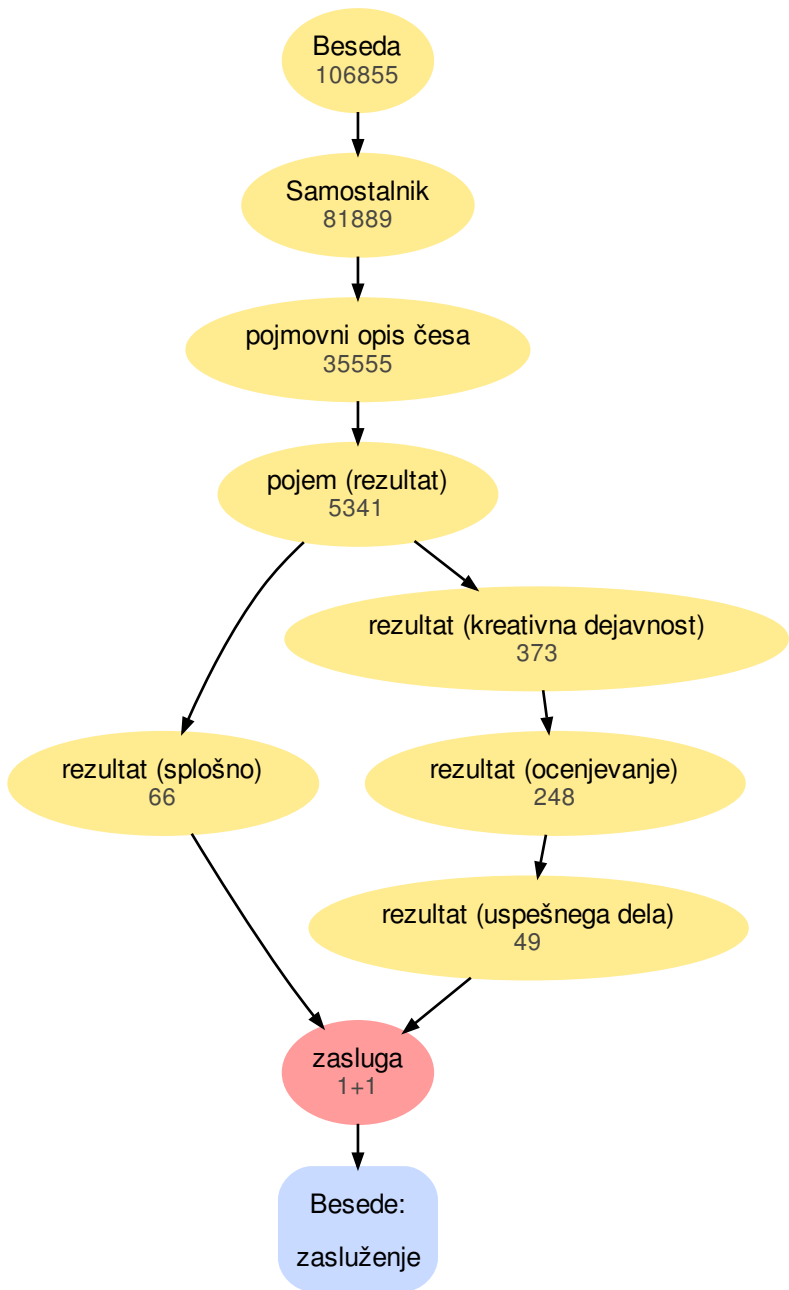 Beseda
106855
Samostalnik
81889
pojmovni opis česa
35555
pojem (rezultat)
5341
rezultat (kreativna dejavnost)
373
rezultat (splošno)
66
rezultat (ocenjevanje)
248
rezultat (uspešnega dela)
49
zasluga
1+1
Besede:
zasluženje